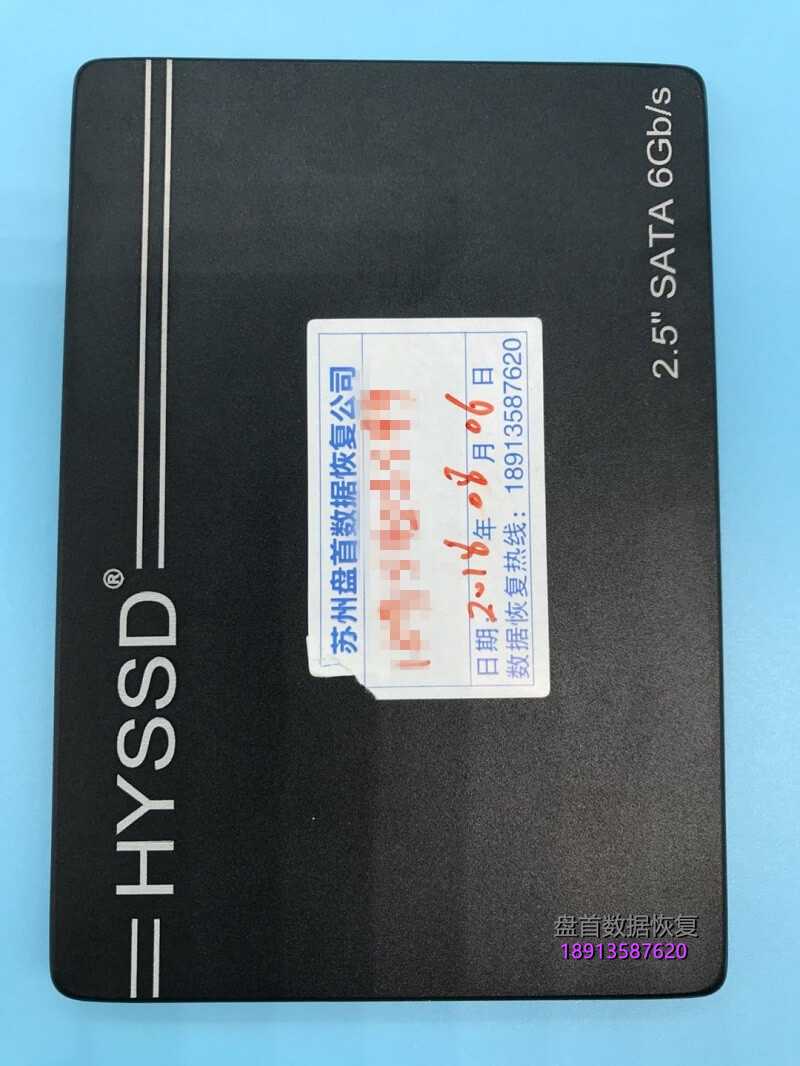 HYSSD®
2.5" SATA 6Gb/s
苏州盘首数据恢复公司
日期:2018年08月06日
数据恢复热线：18913587620
盘首数据恢复
18913587620